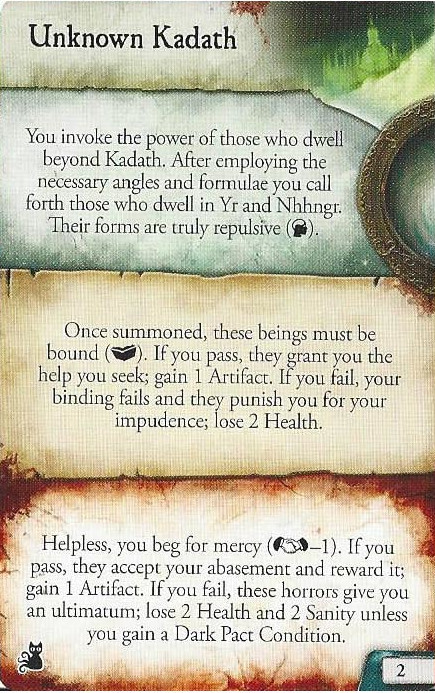 Unknown Kadath
You invoke the power of those who dwell
beyond Kadath. After employing the
necessary angles and formulae you call
forth those who dwell in Yr and Nhhngr.
Their forms are truly repulsive ( ).
Once summoned, these beings must be
bound ( ). If you pass, they grant you the
help you seek; gain 1 Artifact. If you fail, your
binding fails and they punish you for your
impudence; lose 2 Health.
Helpless, you beg for mercy ( –1). If you
pass, they accept your abasement and reward it;
gain 1 Artifact. If you fail, these horrors give you
an ultimatum; lose 2 Health and 2 Sanity unless
you gain a Dark Pact Condition.
2